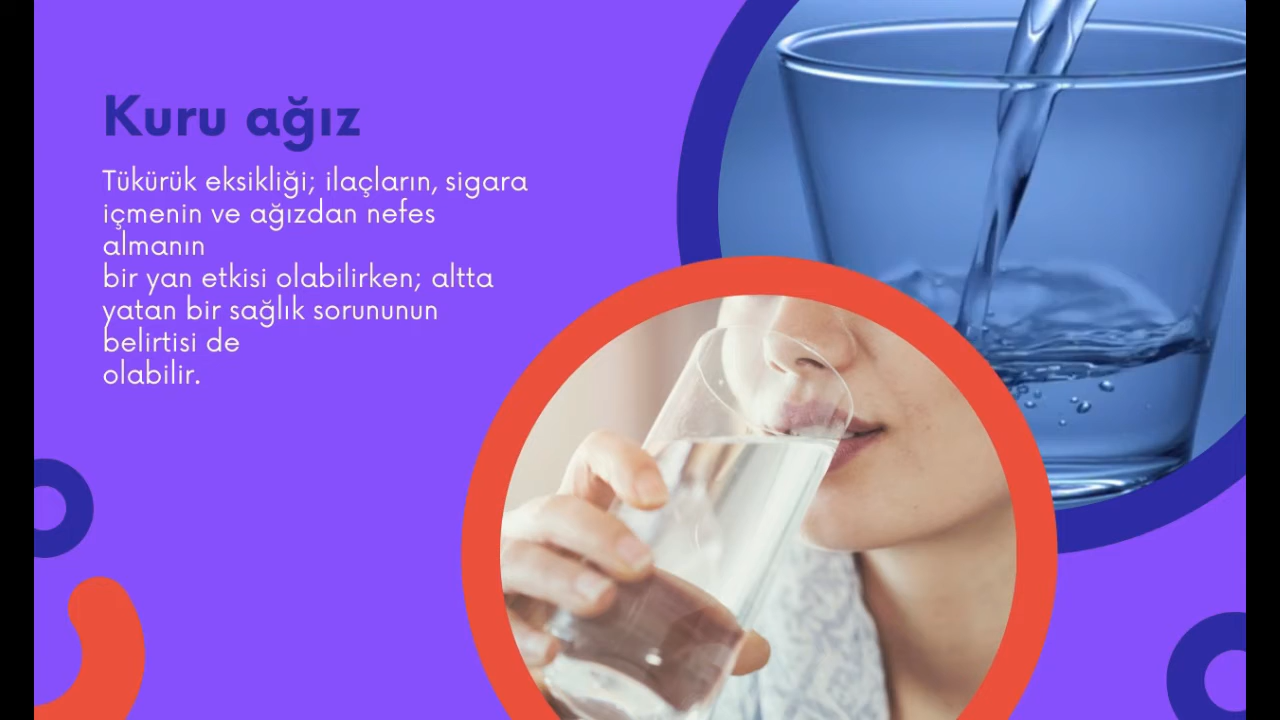 Kuru ağız
Tükürük eksikliği; ilaçların, sigara
içmenin ve ağızdan nefes
almanın
bir yan etkisi olabilirken; altta
yatan bir sağlık sorununun
belirtisi de
olabilir.